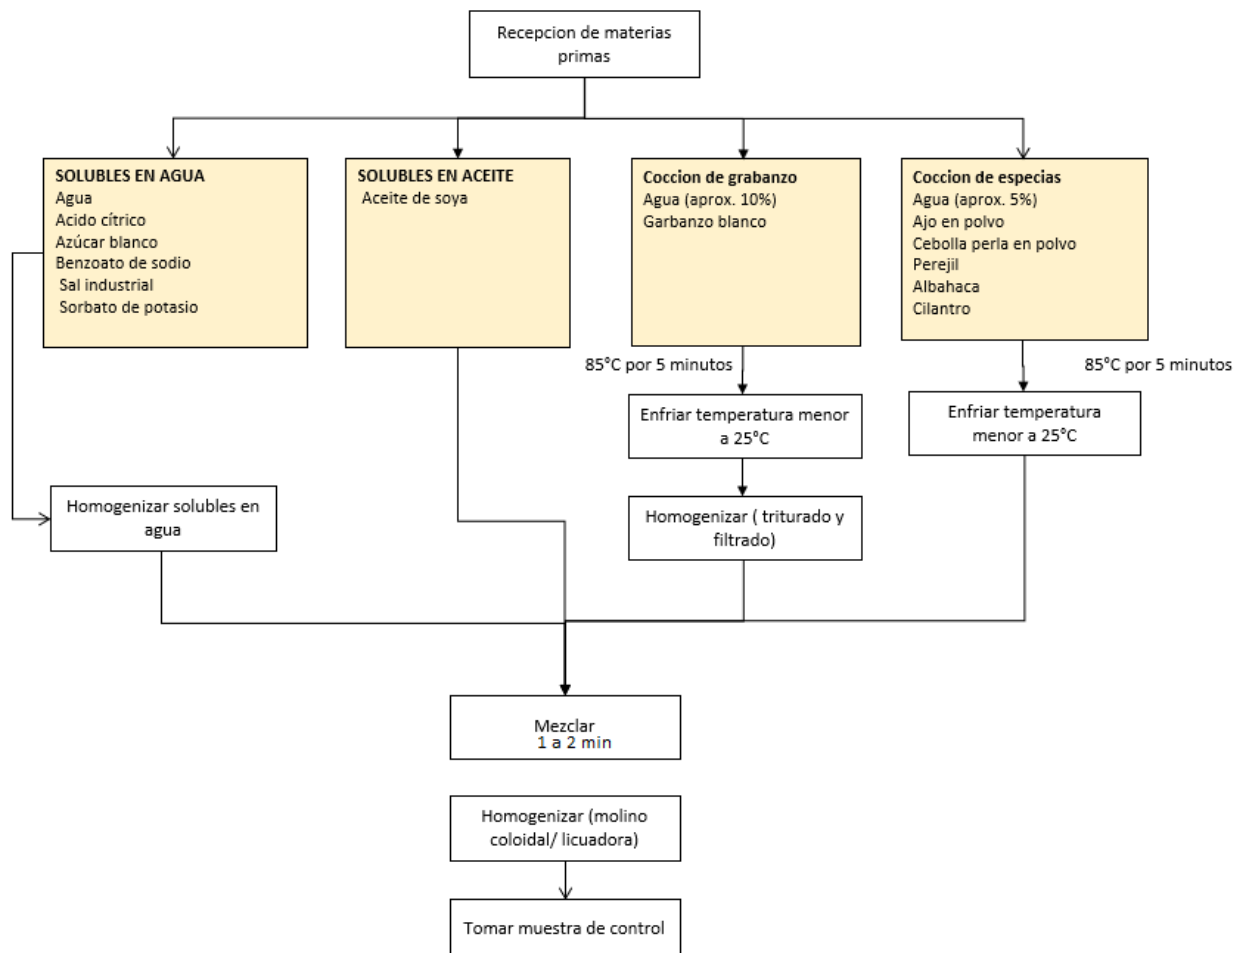 Recepcion de materias
primas
SOLUBLES EN AGUA
Agua
Acido cítrico
Azúcar blanco
Benzoato de sodio
Sal industrial
Sorbato de potasio
SOLUBLES EN ACEITE
Aceite de soya
Coccion de grabanzo
Agua (aprox. 10%)
Garbanzo blanco
Coccion de especias
Agua (aprox. 5%)
Ajo en polvo
Cebolla perla en polvo
Perejil
Albahaca
Cilantro
85°C por 5 minutos
85°C por 5 minutos
Enfriar temperatura menor
a 25°C
Enfriar temperatura
menor a 25°C
Homogenizar solubles en
agua
Homogenizar ( triturado y
filtrado)
Mezclar
1 a 2 min
Homogenizar (molino
coloidal/ licuadora)
Tomar muestra de control